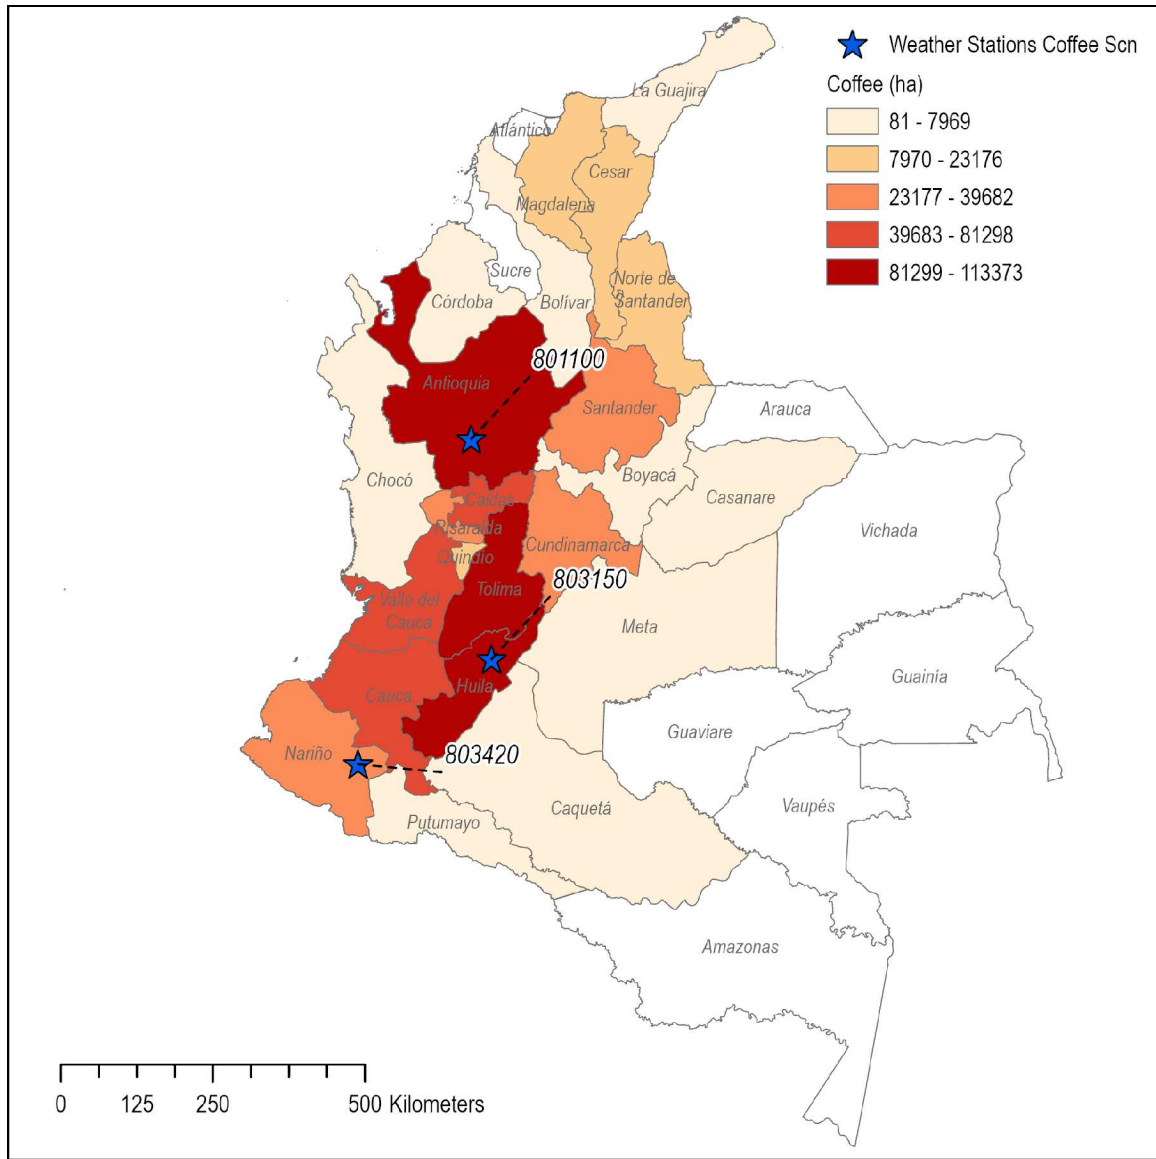 Weather Stations Coffee Scn
Coffee (ha)
81 - 7969
7970 - 23176
23177 - 39682
39683 - 81298
81299 - 113373
La Guajira
Atlántico
Cesar
Magdalena
Sucre
Norte de
Santander
Córdoba
Bolívar
801100
Antioquia
Santander
Arauca
Chocó
Boyacá
Casanare
Caldas
Vichada
Risaralda
Cundinamarca
Quindío
803150
Tolima
Valle del
Cauca
Meta
Guainía
Huila
Cauca
Guaviare
Nariño
803420
Vaupés
Caquetá
Putumayo
Amazonas
0 125 250 500 Kilometers